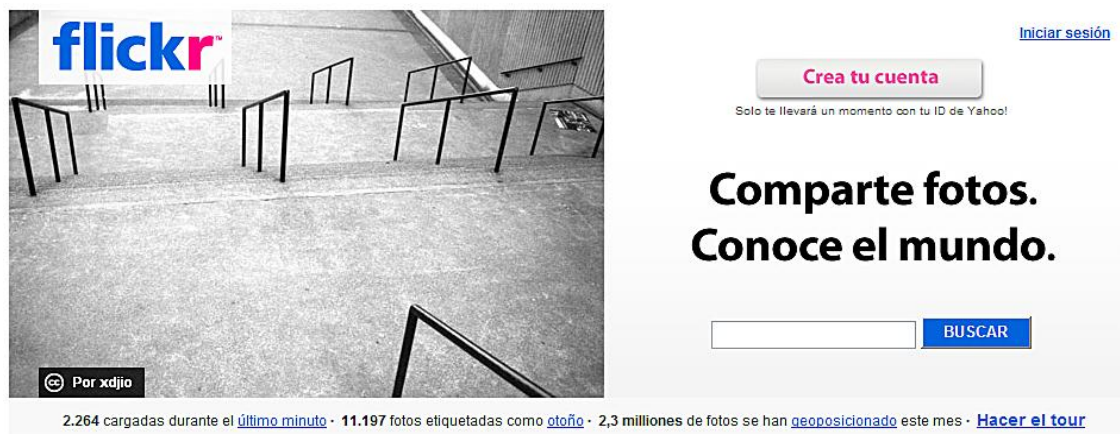 flickr™
Iniciar sesión
Crea tu cuenta
Solo te llevará un momento con tu ID de Yahoo!
Comparte fotos.
Conoce el mundo.
BUSCAR
cc Por xdjio
2.264 cargadas durante el último minuto · 11.197 fotos etiquetadas como otoño · 2,3 milliones de fotos se han geoposicionado este mes · Hacer el tour